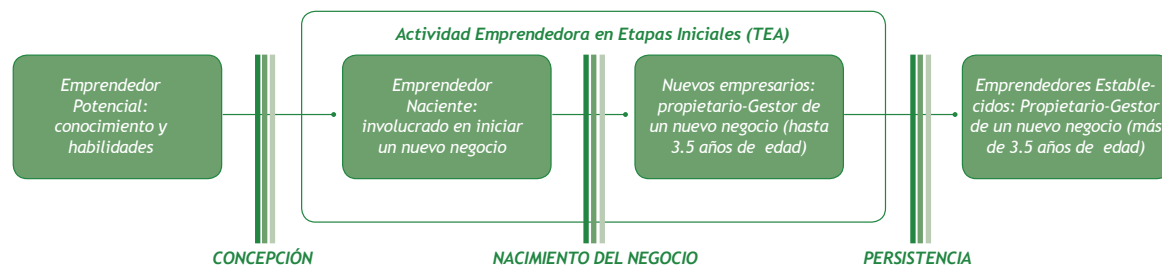 Actividad Emprendedora en Etapas Iniciales (TEA)
Emprendedor
Potencial:
conocimiento y
habilidades
Emprendedor
Naciente:
involucrado en iniciar
un nuevo negocio
Nuevos empresarios:
propietario-Gestor de
un nuevo negocio (hasta
3.5 años de edad)
Emprendedores Estable-
cidos: Propietario-Gestor
de un nuevo negocio (más
de 3.5 años de edad)
CONCEPCIÓN
NACIMIENTO DEL NEGOCIO
PERSISTENCIA